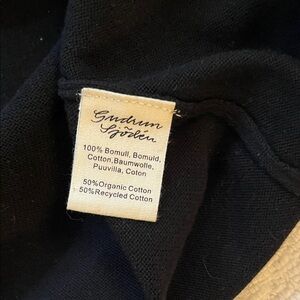 Gudrun
Sjödén
100% Bomull, Bomuld,
Cotton,Baumwolle,
Puuvilla, Coton
50%Organic Cotton
50%Recycled Cotton